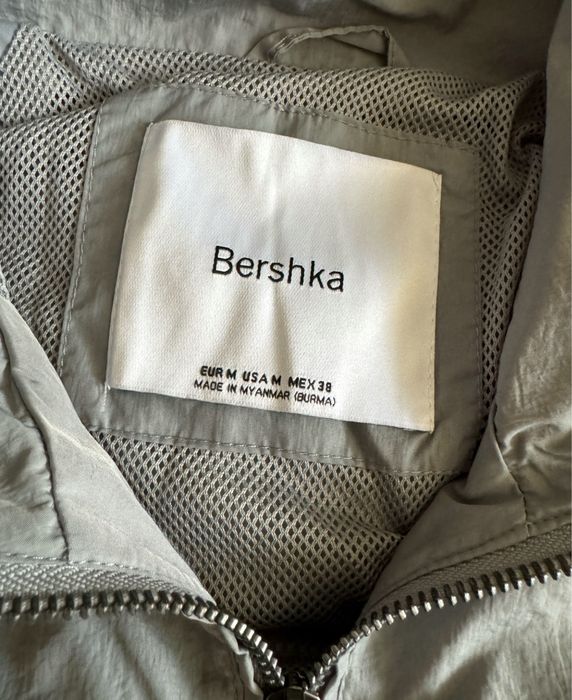 Bershka
EUR M USA M MEX 38
MADE IN MYANMAR (BURMA)